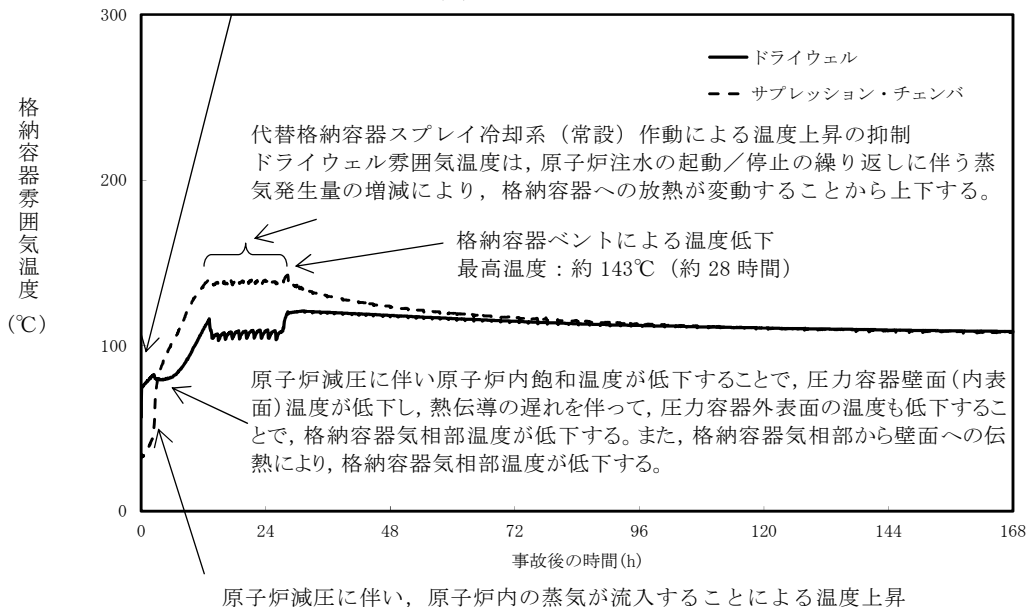 300
ドライウェル
サプレッション・チェンバ
格納容器雰囲気温度
(℃)
250
代替格納容器スプレイ冷却系（常設）作動による温度上昇の抑制
ドライウェル雰囲気温度は，原子炉注水の起動／停止の繰り返しに伴う蒸
気発生量の増減により，格納容器への放熱が変動することから上下する。
200
格納容器ベントによる温度低下
最高温度：約 143℃（約 28 時間）
150
100
原子炉減圧に伴い原子炉内飽和温度が低下することで，圧力容器壁面（内表
面）温度が低下し，熱伝導の遅れを伴って，圧力容器外表面の温度も低下するこ
とで，格納容器気相部温度が低下する。また，格納容器気相部から壁面への伝
熱により，格納容器気相部温度が低下する。
50
0
0 24 48 72 96 120 144 168
事故後の時間(h)
原子炉減圧に伴い，原子炉内の蒸気が流入することによる温度上昇